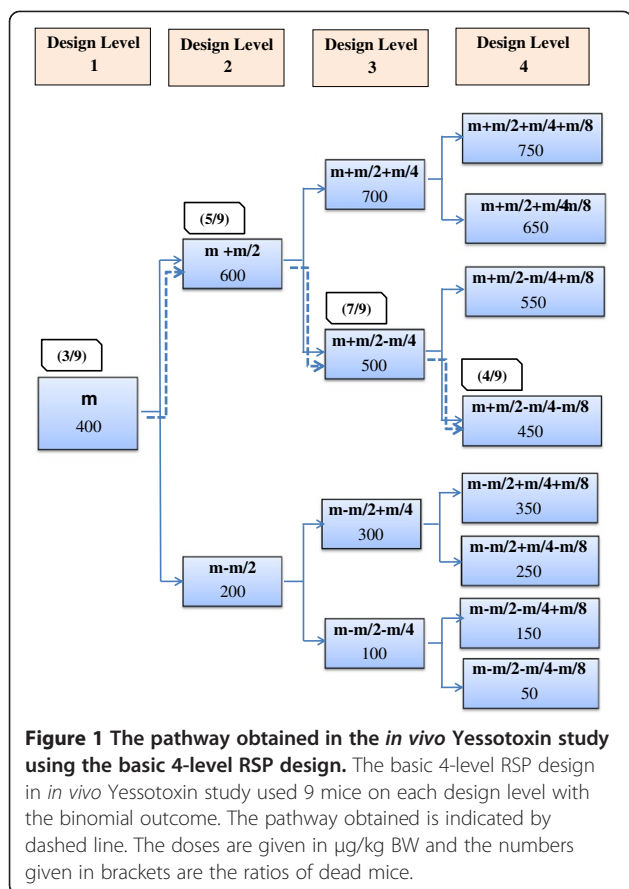 Design Level
1
Design Level
2
Design Level
3
Design Level
4
(3/9)
m
400
(5/9)
m +m/2
600
m-m/2
200
m+m/2+m/4
700
(7/9)
m+m/2-m/4
500
m-m/2+m/4
300
m-m/2-m/4
100
m+m/2+m/4+m/8
750
m+m/2+m/4-m/8
650
m+m/2-m/4+m/8
550
(4/9)
m+m/2-m/4-m/8
450
m-m/2+m/4+m/8
350
m-m/2+m/4-m/8
250
m-m/2-m/4+m/8
150
m-m/2-m/4-m/8
50
Figure 1 The pathway obtained in the in vivo Yessotoxin study
using the basic 4-level RSP design. The basic 4-level RSP design
in in vivo Yessotoxin study used 9 mice on each design level with
the binomial outcome. The pathway obtained is indicated by
dashed line. The doses are given in μg/kg BW and the numbers
given in brackets are the ratios of dead mice.